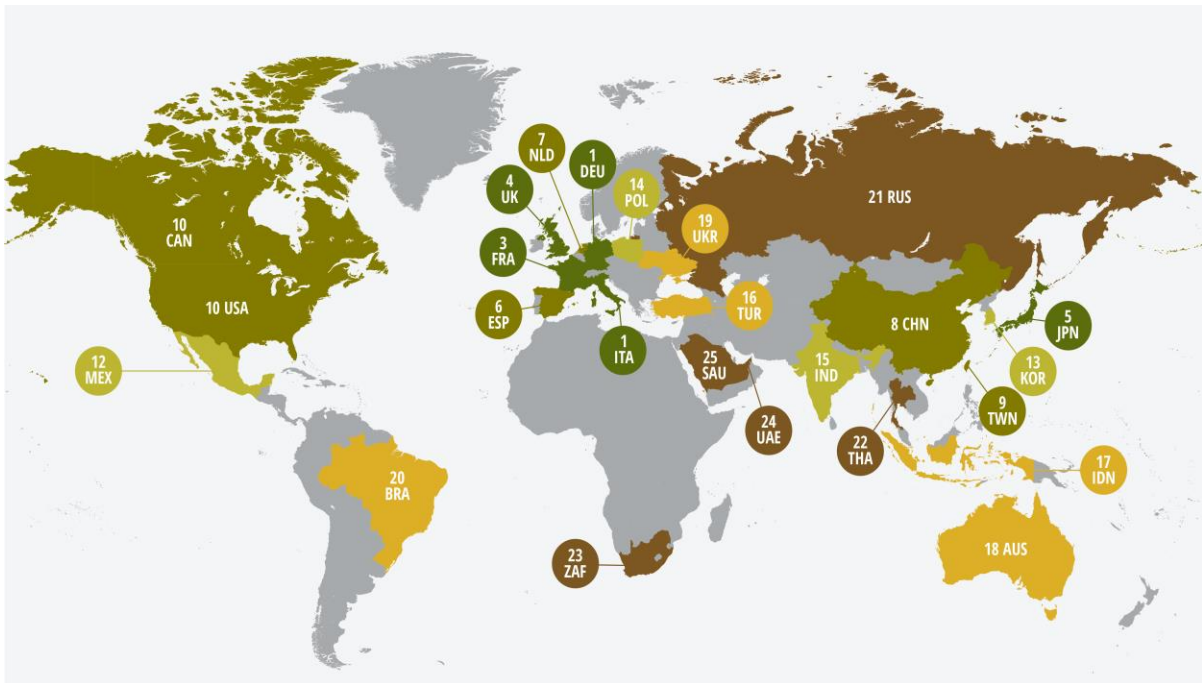 7
NLD
1
DEU
4
UK
14
POL
21 RUS
10
CAN
19
UKR
3
FRA
10 USA
6
ESP
16
TUR
8 CHN
5
JPN
1
ITA
12
MEX
25
SAU
15
IND
13
KOR
9
TWN
24
UAE
22
THA
20
BRA
17
IDN
18 AUS
23
ZAF